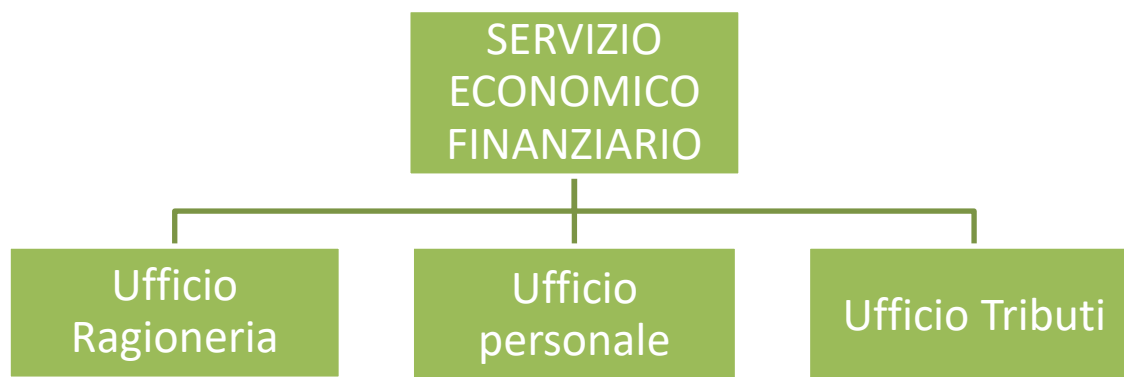 SERVIZIO
ECONOMICO
FINANZIARIO
Ufficio
Ragioneria
Ufficio
personale
Ufficio Tributi